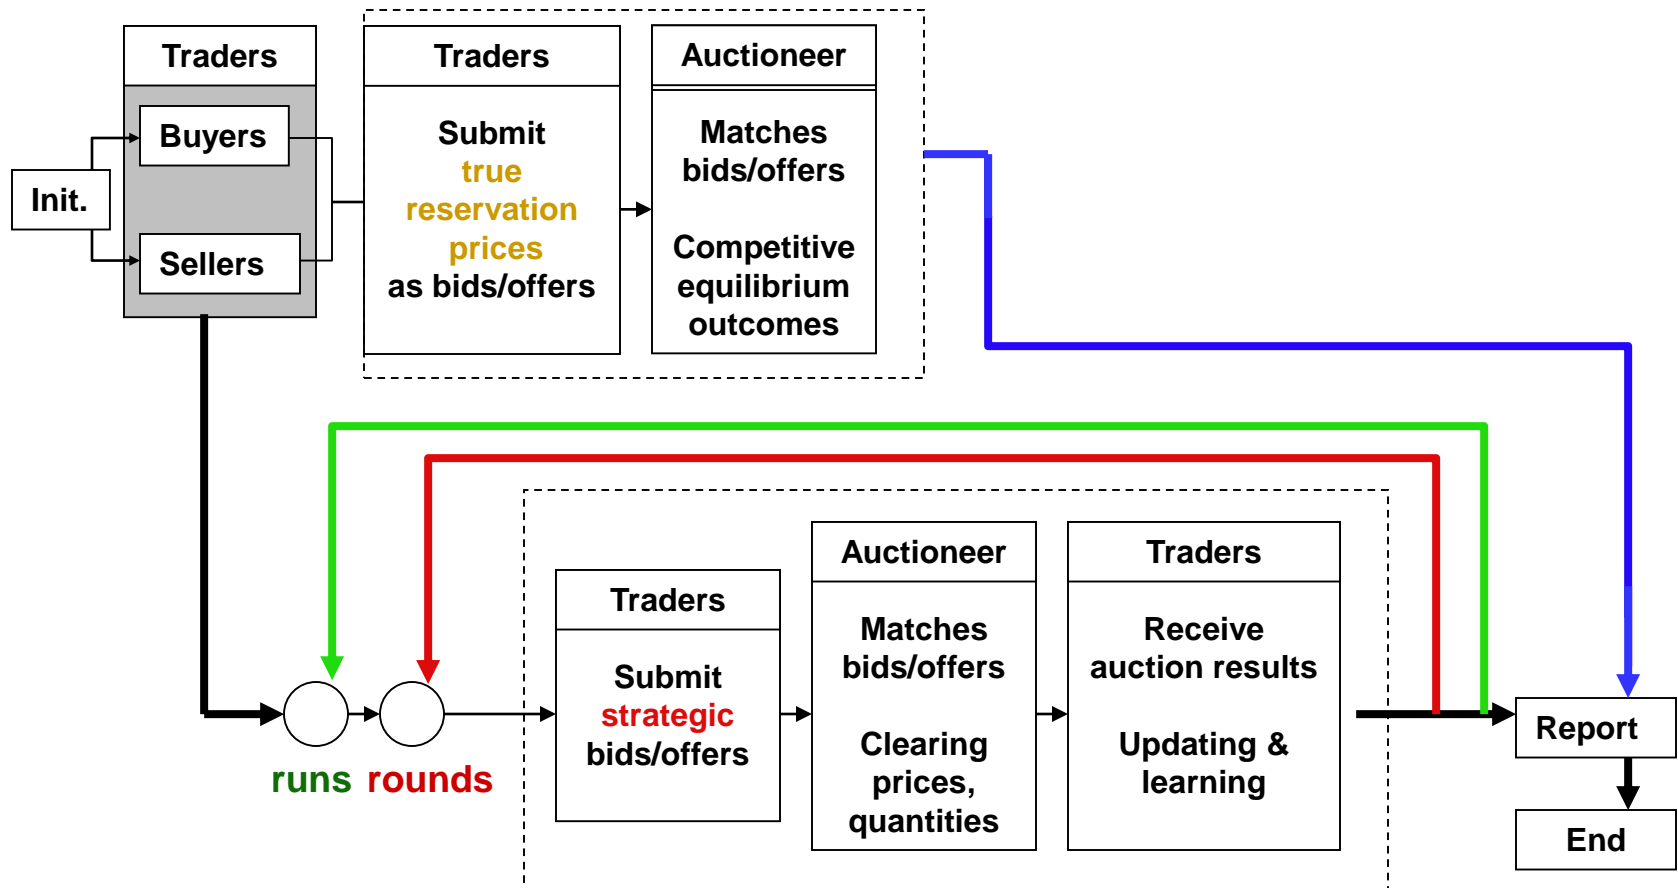 Init.
Traders
Buyers
Sellers
Traders
Submit
true
reservation
prices
as bids/offers
Auctioneer
Matches
bids/offers
Competitive
equilibrium
outcomes
runs
rounds
Traders
Submit
strategic
bids/offers
Auctioneer
Matches
bids/offers
Clearing
prices,
quantities
Traders
Receive
auction results
Updating &
learning
Report
End